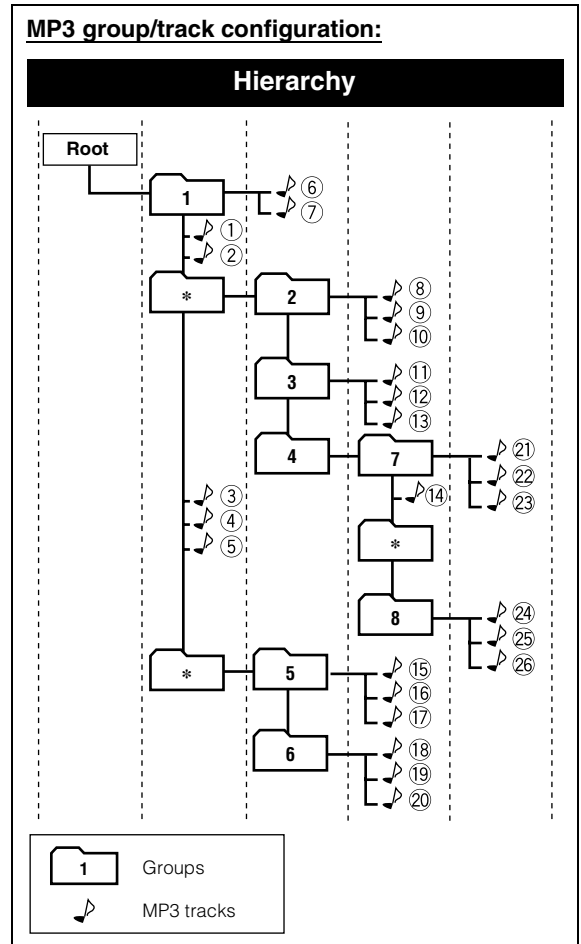 MP3 group/track configuration:
Hierarchy
Root
1 ⑥
⑦
①
②
* 2 ⑧
⑨
⑩
3 ⑪
⑫
⑬
4 7 ㉑
㉒
㉓
③ ⑭
④
⑤
*
8 ㉔
㉕
㉖
* 5 ⑮
⑯
⑰
6 ⑱
⑲
⑳
1 Groups
MP3 tracks